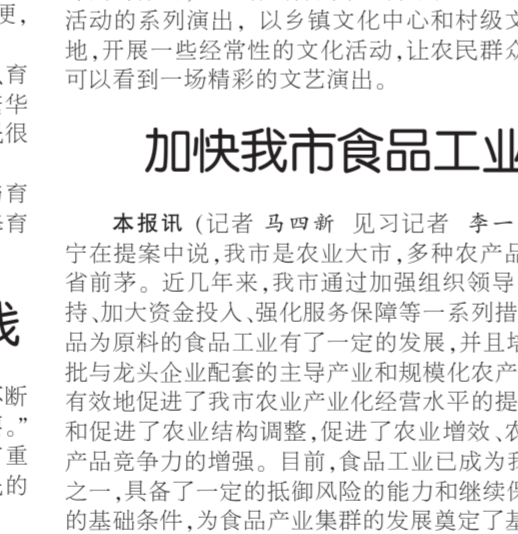 更，
育
华
很
育
育
线
断
。”
重
的
活动的系列演出，以乡镇文化中心和村级文
地，开展一些经常性的文化活动，让农民群众
可以看到一场精彩的文艺演出。
加快我市食品工业
本报讯（记者 马四新 见习记者 李一
宁在提案中说，我市是农业大市，多种农产品
省前茅。近几年来，我市通过加强组织领导
持、加大资金投入、强化服务保障等一系列措
品为原料的食品工业有了一定的发展，并且培
批与龙头企业配套的主导产业和规模化农产
有效地促进了我市农业产业化经营水平的提
和促进了农业结构调整，促进了农业增效、农
产品竞争力的增强。目前，食品工业已成为我
之一，具备了一定的抵御风险的能力和继续保
的基础条件，为食品产业集群的发展奠定了基